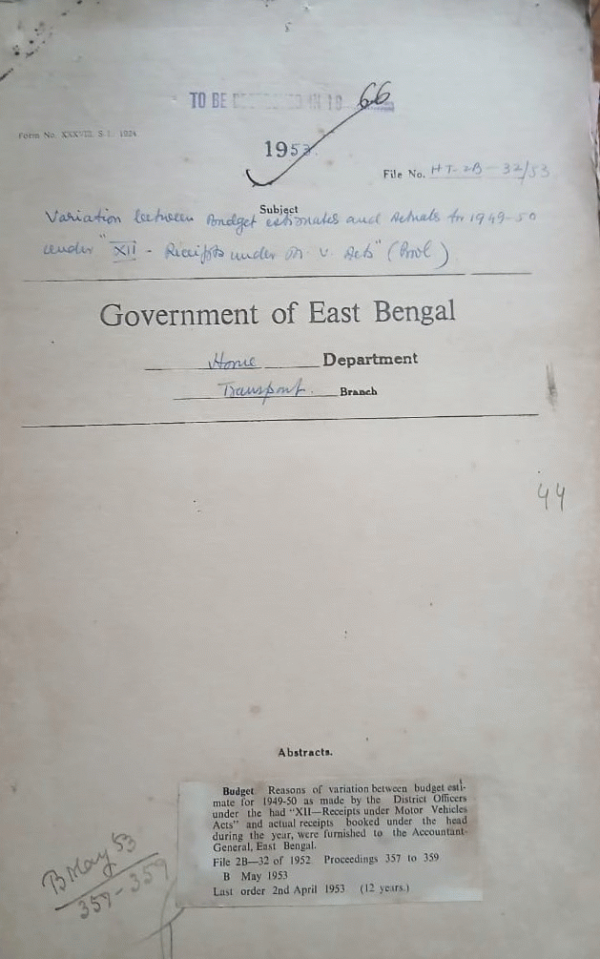 TO BE IN 19 66
Form No. XXXVII. S-1. 1024
1953
File No. HT-2B-32/53
Subject
Variation between Budget estimates and Actuals for 1949-50
under "XII - Receipts under M. V. Acts" (Provl)
Government of East Bengal
Home Department
Transport Branch
44
Abstracts.
Budget Reasons of variation between budget esti-
mate for 1949-50 as made by the District Officers
under the had "XII—Receipts under Motor Vehicles
Acts" and actual receipts booked under the head
during the year, were furnished to the Accountant-
General, East Bengal.
File 2B—32 of 1952 Proceedings 357 to 359
B May 1953
Last order 2nd April 1953 (12 years.)
B May 53
357-359